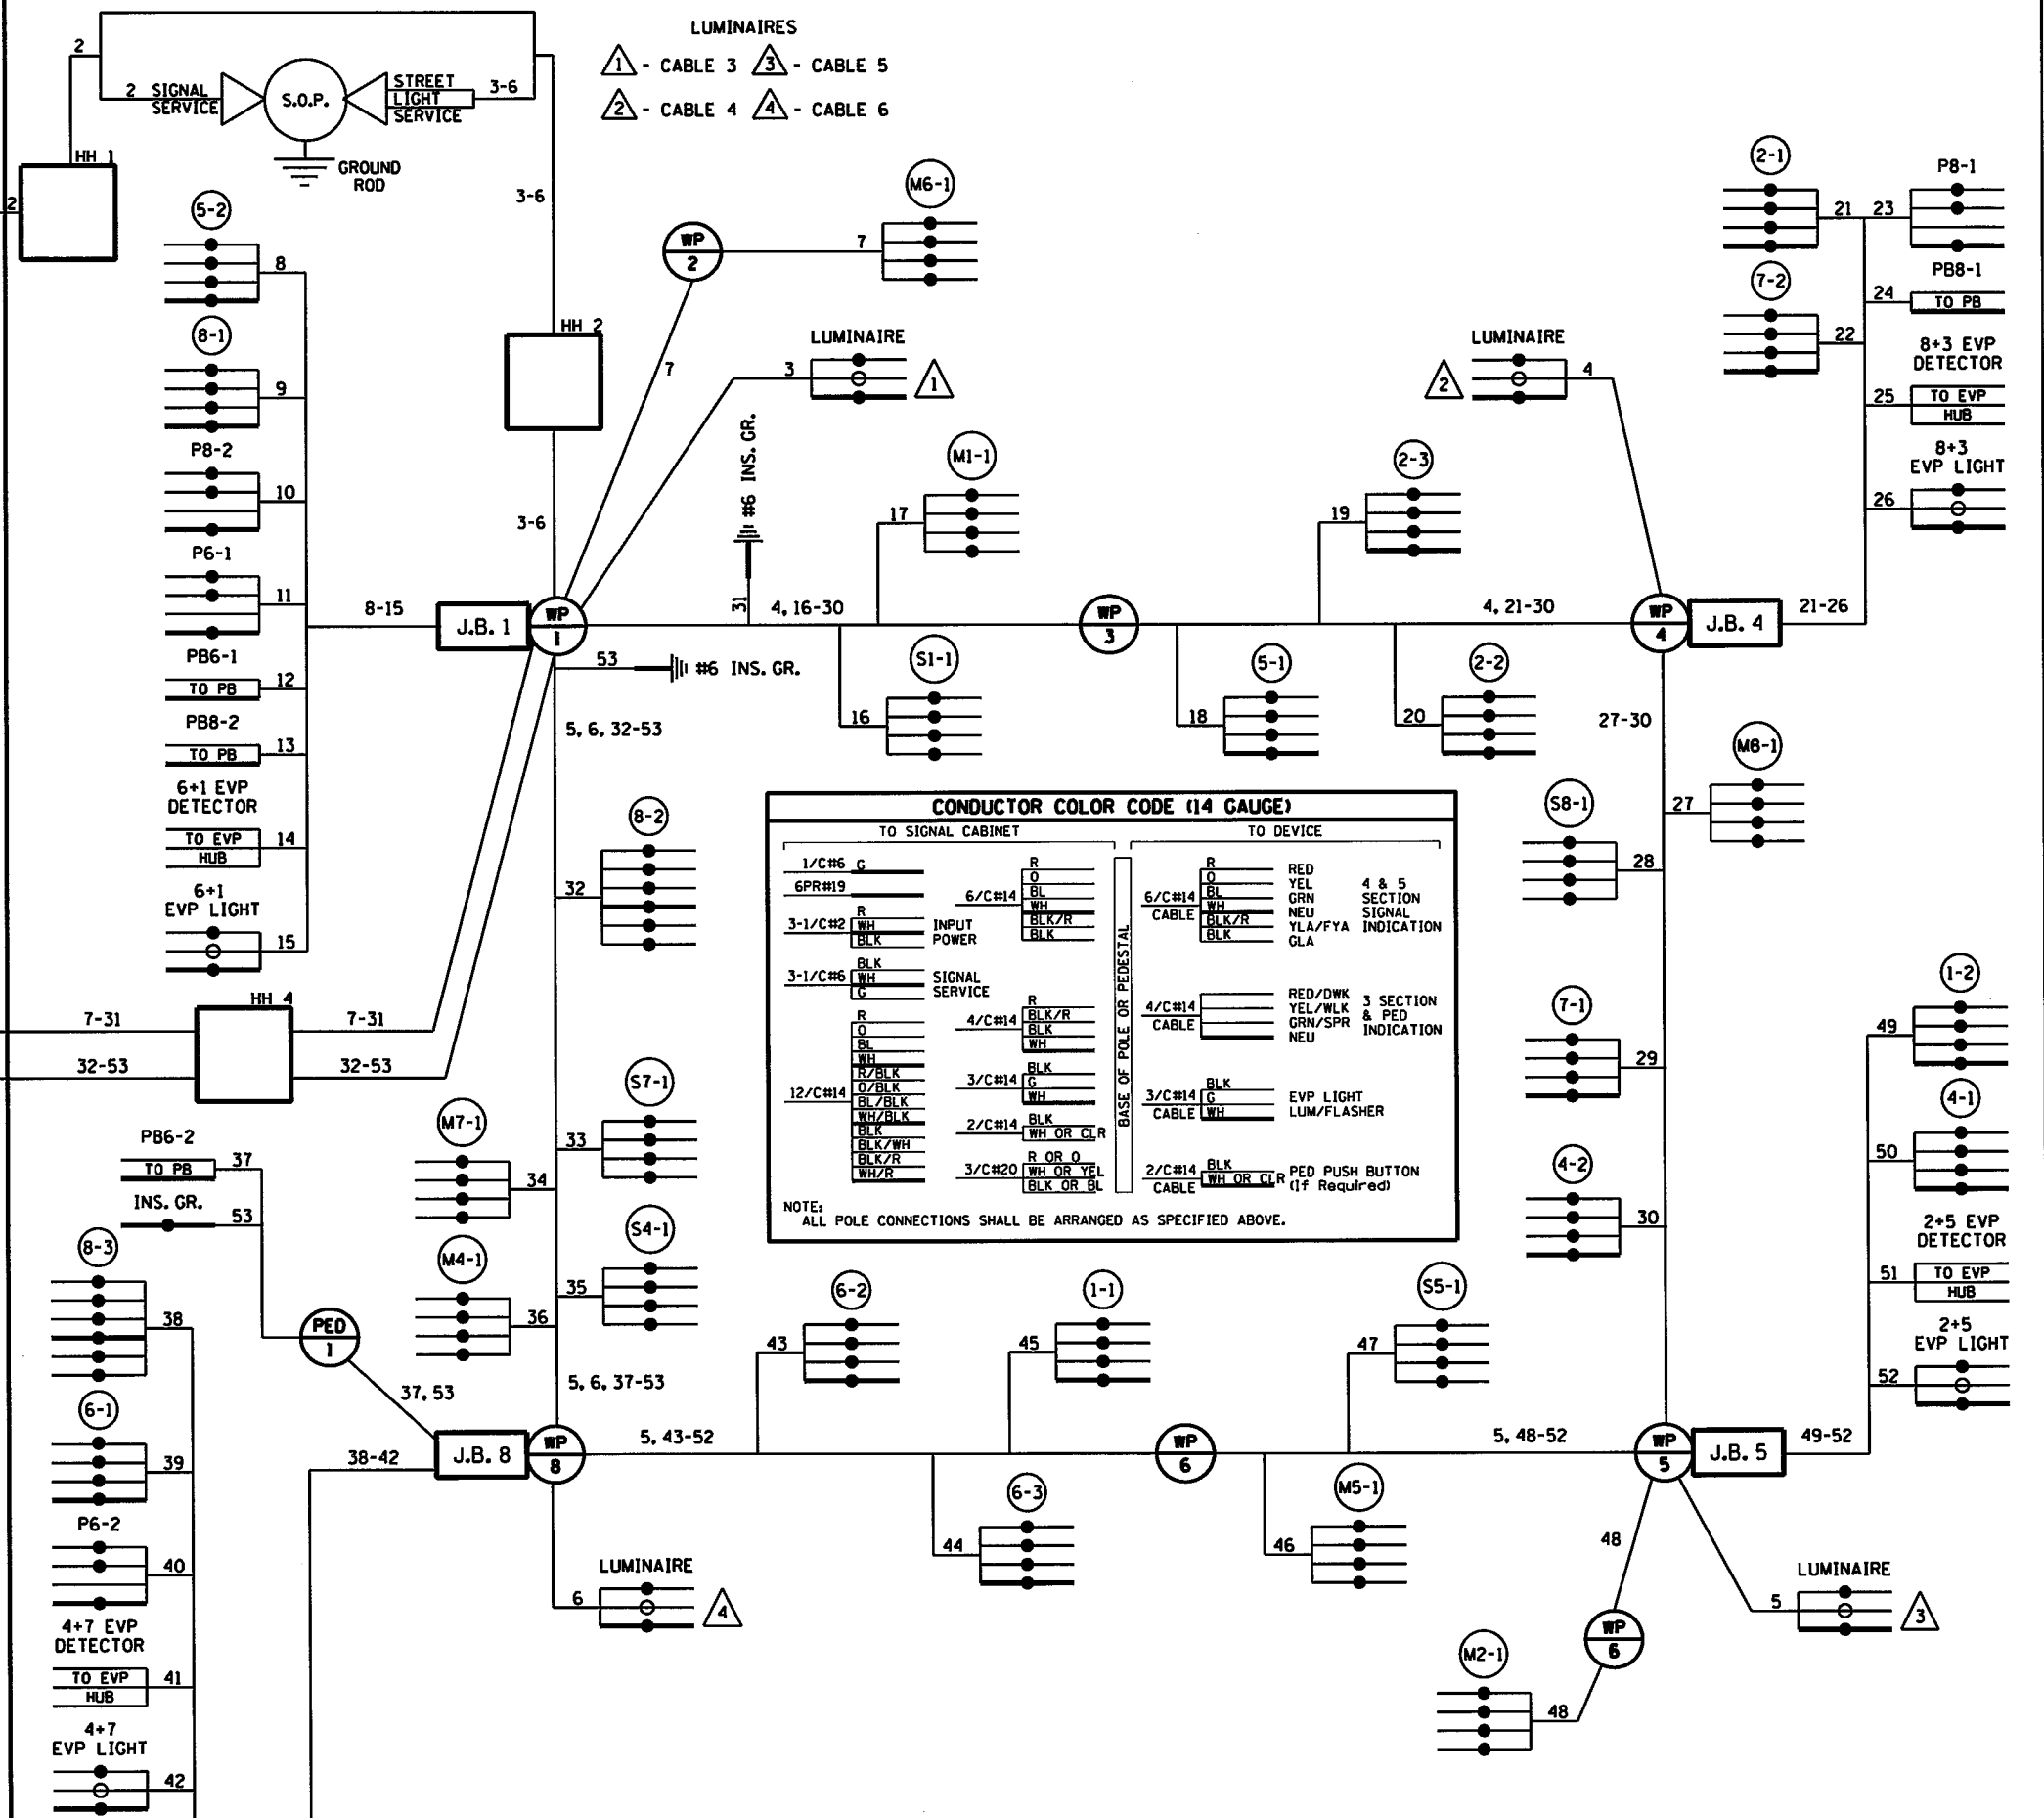 LUMINAIRES
1 - CABLE 3 3 - CABLE 5
2 - CABLE 4 4 - CABLE 6
2
2 SIGNAL SERVICE
S.O.P.
STREET LIGHT SERVICE
3-6
GROUND ROD
HH 1
2
3-6
HH 2
3-6
5-2
8
8-1
9
P8-2
10
P6-1
11
PB6-1
TO PB
12
PB8-2
TO PB
13
6+1 EVP
DETECTOR
TO EVP
HUB
14
6+1
EVP LIGHT
15
8-15
J.B. 1
WP
1
WP
2
7
M6-1
7
LUMINAIRE
3
1
#6 INS. GR.
31
4, 16-30
M1-1
17
S1-1
16
WP
3
2-3
19
5-1
18
2-2
20
4, 21-30
LUMINAIRE
2
4
WP
4
J.B. 4
21-26
2-1
21
7-2
22
P8-1
23
PB8-1
24
TO PB
8+3 EVP
DETECTOR
25
TO EVP
HUB
8+3
EVP LIGHT
26
53
#6 INS. GR.
5, 6, 32-53
27-30
M8-1
27
S8-1
28
7-1
29
4-2
30
8-2
32
S7-1
33
M7-1
34
S4-1
35
M4-1
36
HH 4
7-31
7-31
32-53
32-53
CONDUCTOR COLOR CODE (14 GAUGE)
TO SIGNAL CABINET
TO DEVICE
1/C#6 G
6PR#19
3-1/C#2
R
WH
BLK
INPUT
POWER
3-1/C#6
BLK
WH
G
SIGNAL
SERVICE
12/C#14
R
O
BL
WH
R/BLK
O/BLK
BL/BLK
WH/BLK
BLK
BLK/WH
BLK/R
WH/R
6/C#14
R
O
BL
WH
BLK/R
BLK
4/C#14
R
BLK/R
BLK
WH
3/C#14
BLK
G
WH
2/C#14
BLK
WH OR CLR
3/C#20
R OR O
WH OR YEL
BLK OR BL
BASE OF POLE OR PEDESTAL
6/C#14
CABLE
R RED
O YEL
BL GRN
WH NEU
BLK/R YLA/FYA
BLK GLA
4 & 5
SECTION
SIGNAL
INDICATION
4/C#14
CABLE
RED/DWK
YEL/WLK
GRN/SPR
NEU
3 SECTION
& PED
INDICATION
3/C#14
CABLE
BLK
G
WH
EVP LIGHT
LUM/FLASHER
2/C#14
CABLE
BLK
WH OR CLR
PED PUSH BUTTON
(If Required)
NOTE:
ALL POLE CONNECTIONS SHALL BE ARRANGED AS SPECIFIED ABOVE.
PB6-2
TO PB
37
INS. GR.
53
PED
1
37, 53
8-3
38
6-1
39
P6-2
40
4+7 EVP
DETECTOR
TO EVP
HUB
41
4+7
EVP LIGHT
42
38-42
J.B. 8
WP
8
5, 6, 37-53
5, 43-52
6-2
43
6-3
44
1-1
45
WP
6
M5-1
46
S5-1
47
5, 48-52
WP
5
J.B. 5
49-52
1-2
49
4-1
50
2+5 EVP
DETECTOR
51
TO EVP
HUB
2+5
EVP LIGHT
52
LUMINAIRE
6
4
48
WP
6
M2-1
48
LUMINAIRE
5
3